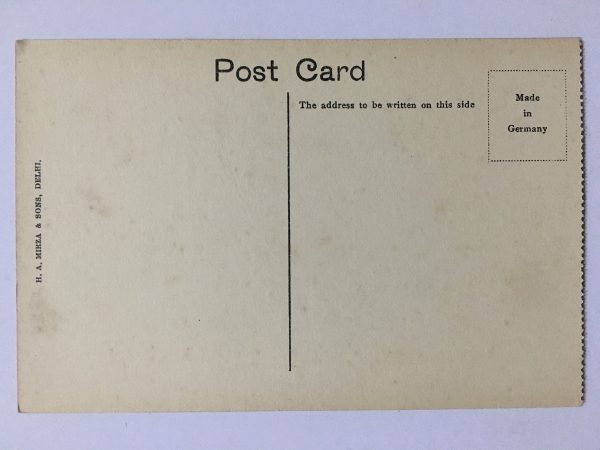 Post Card
The address to be written on this side
Made
in
Germany
H. A. MIRZA & SONS, DELHI.